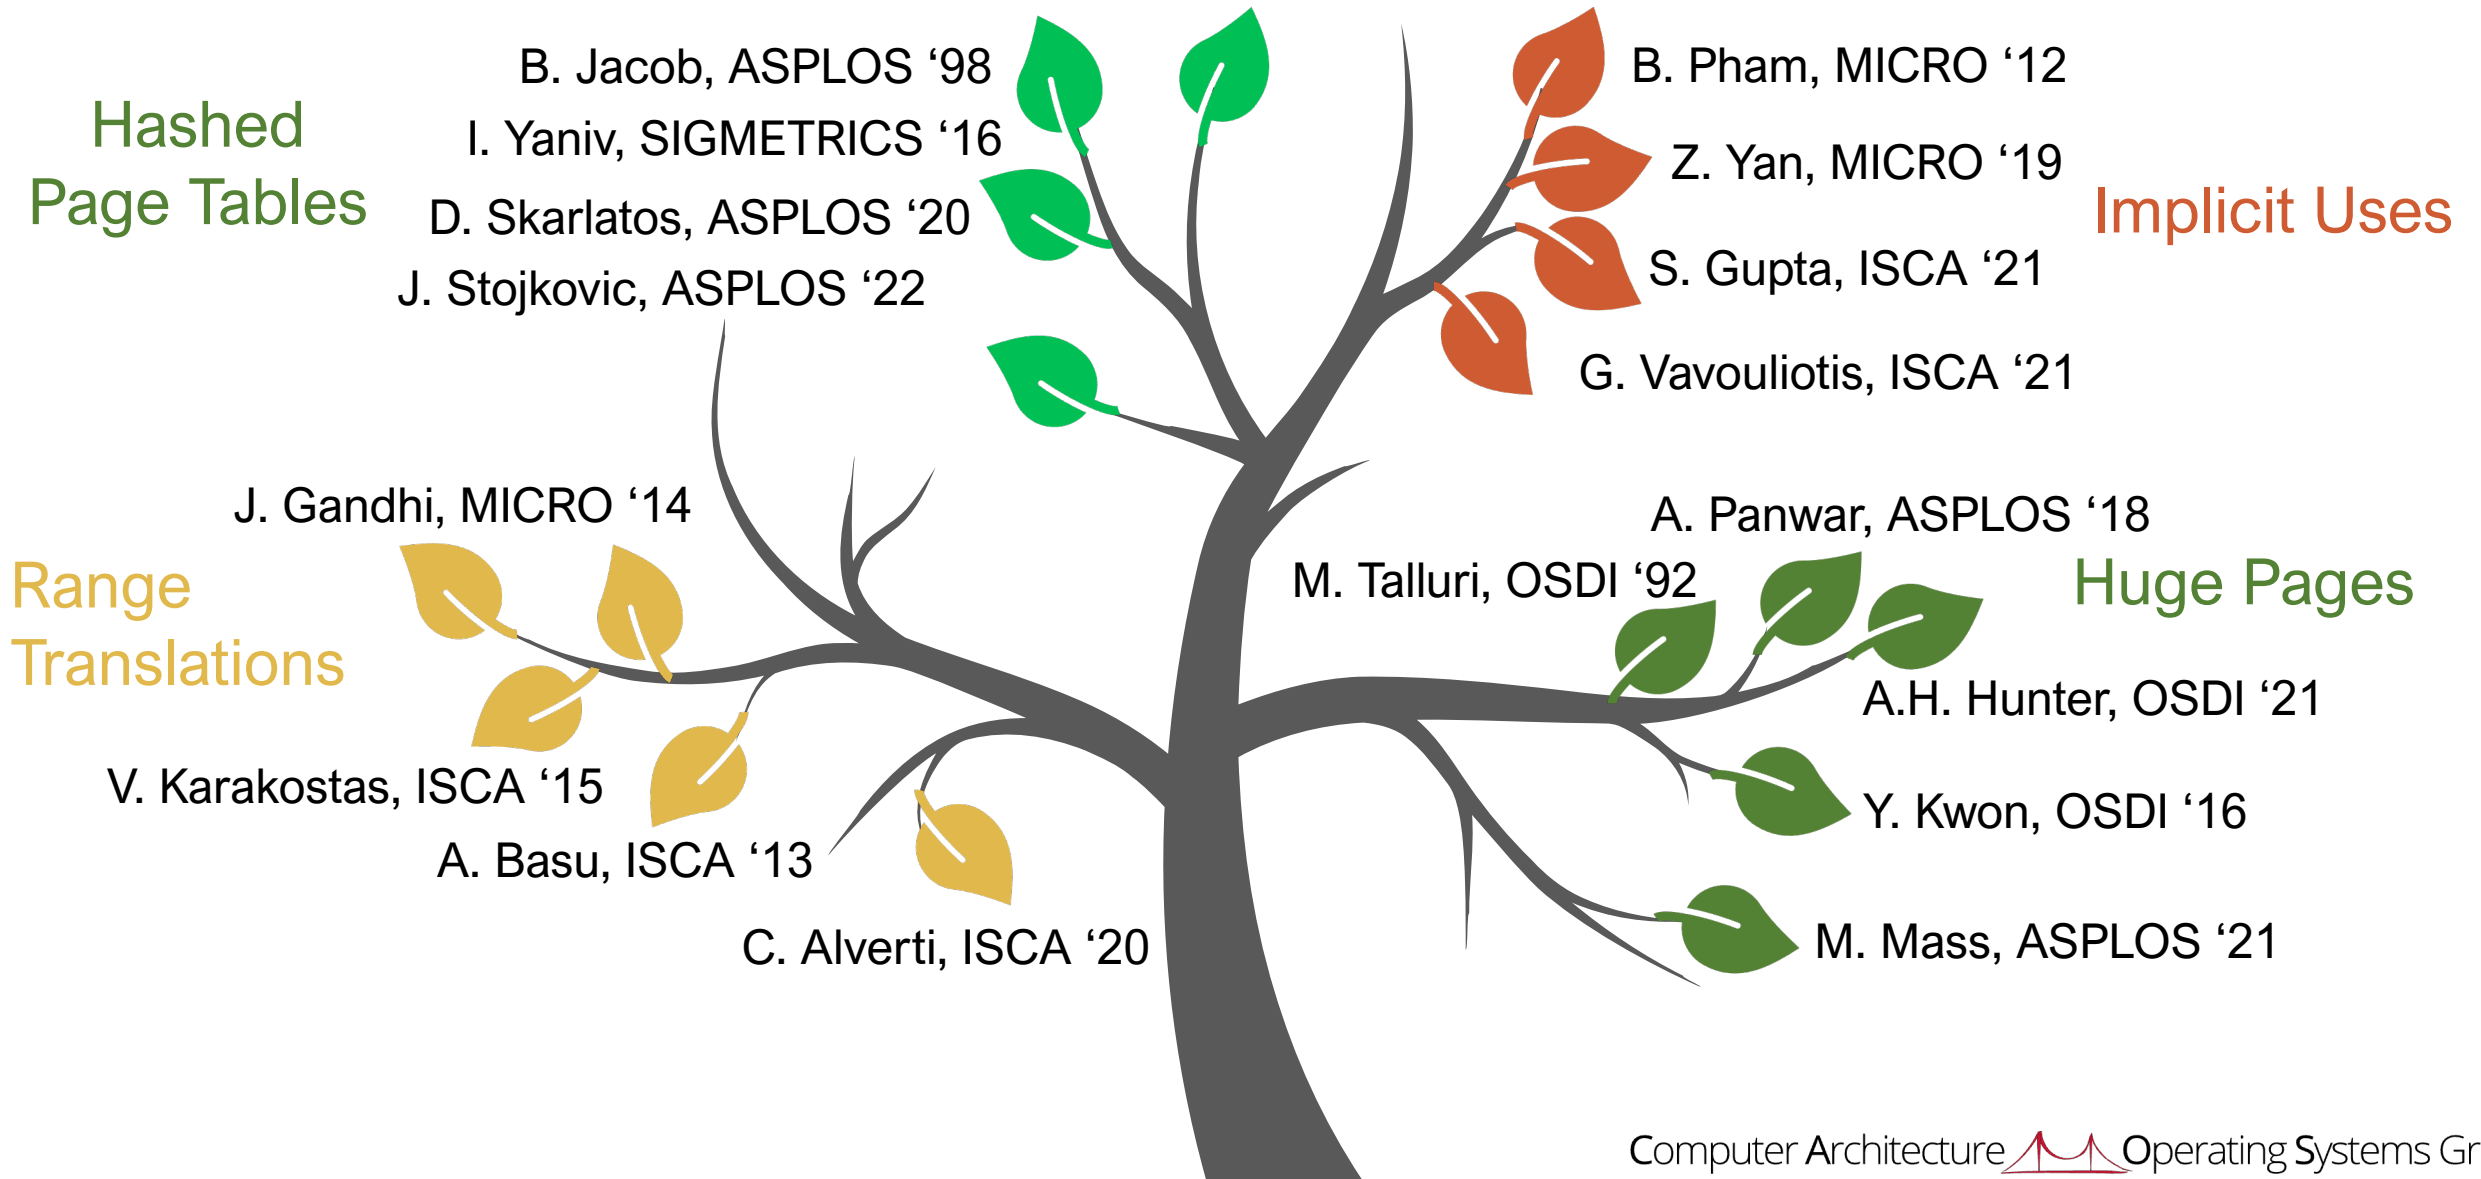 Hashed
Page Tables
B. Jacob, ASPLOS ‘98
I. Yaniv, SIGMETRICS ‘16
D. Skarlatos, ASPLOS ‘20
J. Stojkovic, ASPLOS ‘22
B. Pham, MICRO ‘12
Z. Yan, MICRO ‘19
S. Gupta, ISCA ‘21
G. Vavouliotis, ISCA ‘21
Implicit Uses
Range
Translations
J. Gandhi, MICRO ‘14
V. Karakostas, ISCA ‘15
A. Basu, ISCA ‘13
C. Alverti, ISCA ‘20
A. Panwar, ASPLOS ‘18
M. Talluri, OSDI ‘92
Huge Pages
A.H. Hunter, OSDI ‘21
Y. Kwon, OSDI ‘16
M. Mass, ASPLOS ‘21
Computer Architecture Operating Systems Gr